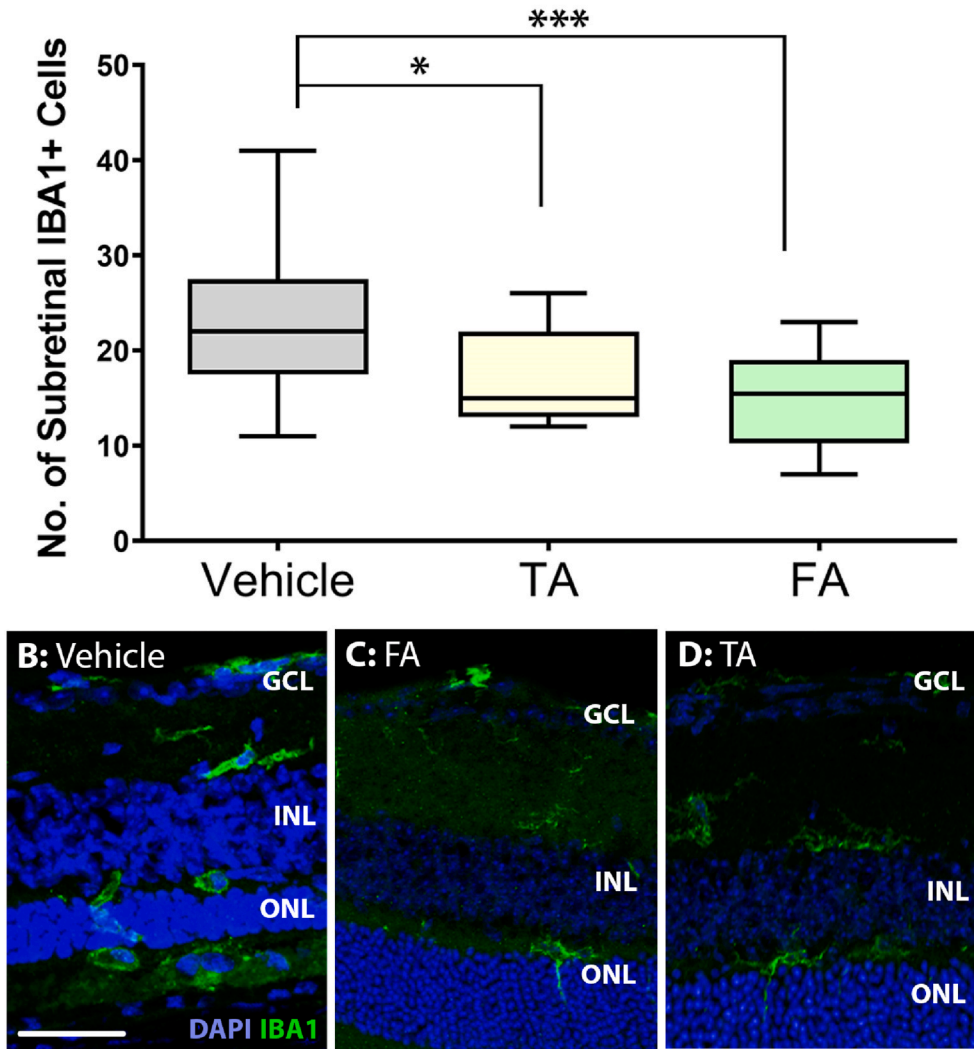 ***
*
50
40
30
20
10
0
No. of Subretinal IBA1+ Cells
Vehicle
TA
FA
B: Vehicle
GCL
INL
ONL
DAPI IBA1
C: FA
GCL
INL
ONL
D: TA
GCL
INL
ONL